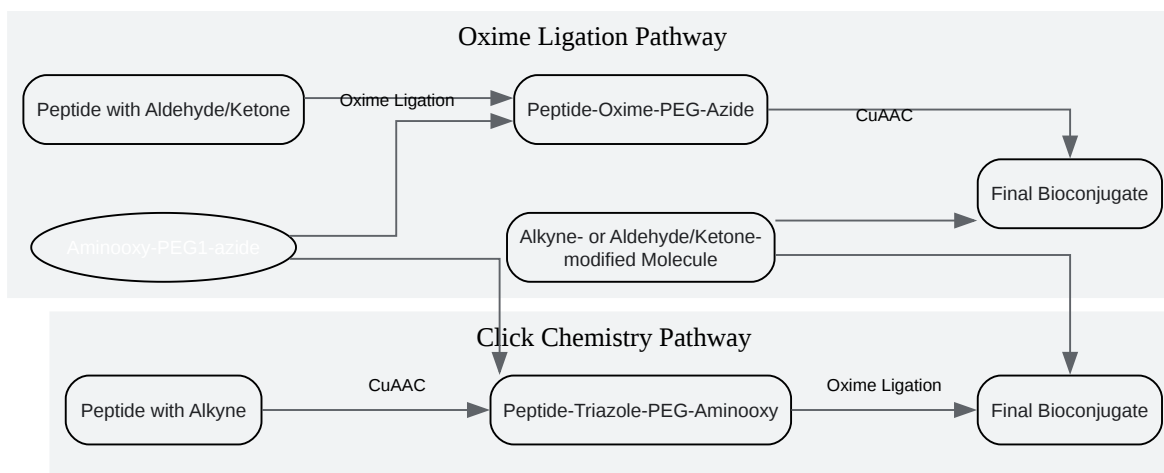 Oxime Ligation Pathway
Peptide with Aldehyde/Ketone
Oxime Ligation
Peptide-Oxime-PEG-Azide
CuAAC
Final Bioconjugate
Aminooxy-PEG1-azide
Alkyne- or Aldehyde/Ketone-
modified Molecule
Click Chemistry Pathway
Peptide with Alkyne
CuAAC
Peptide-Triazole-PEG-Aminooxy
Oxime Ligation
Final Bioconjugate